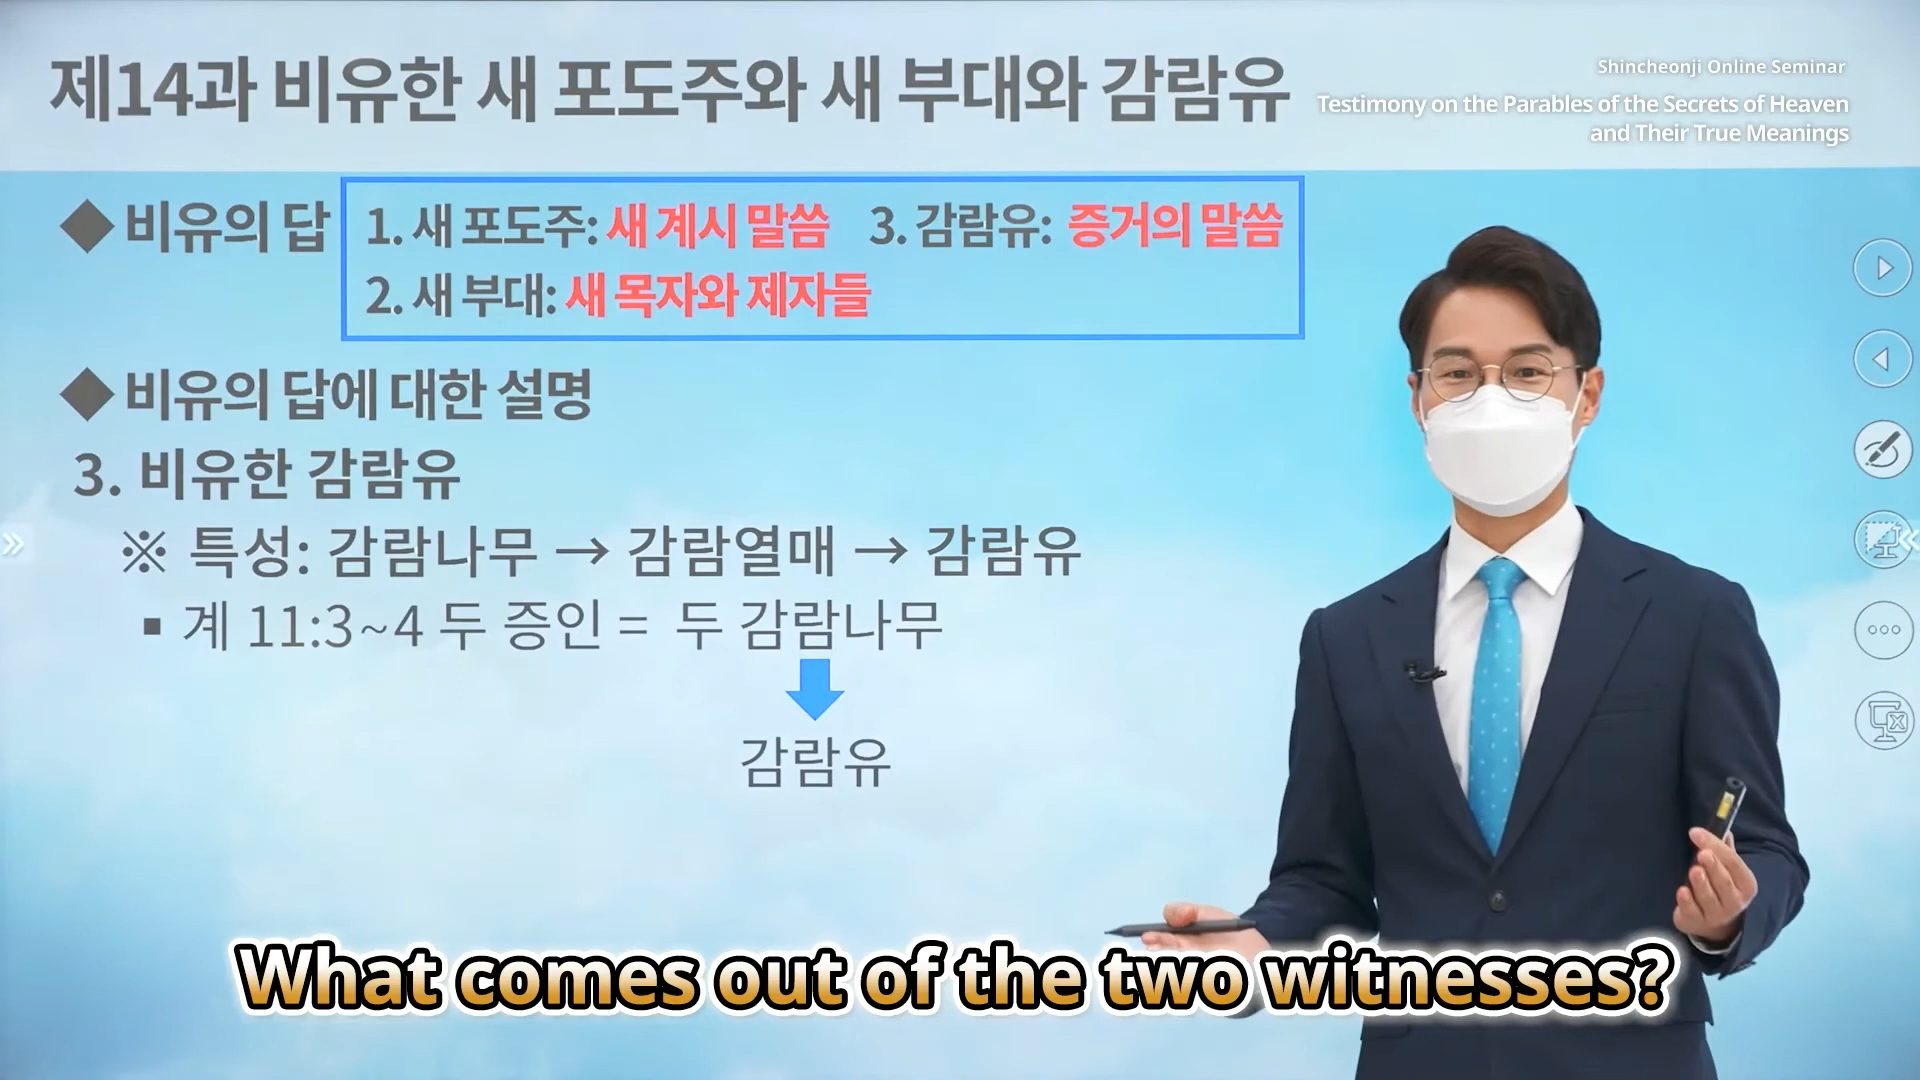 제14과 비유한 새 포도주와 새 부대와 감람유
Shincheonji Online Seminar
Testimony on the Parables of the Secrets of Heaven
and Their True Meanings
◆ 비유의 답
1. 새 포도주: 새 계시 말씀 3. 감람유: 증거의 말씀
2. 새 부대: 새 목자와 제자들
◆ 비유의 답에 대한 설명
3. 비유한 감람유
※ 특성: 감람나무 → 감람열매 → 감람유
▪ 계 11:3~4 두 증인 = 두 감람나무
감람유
What comes out of the two witnesses?